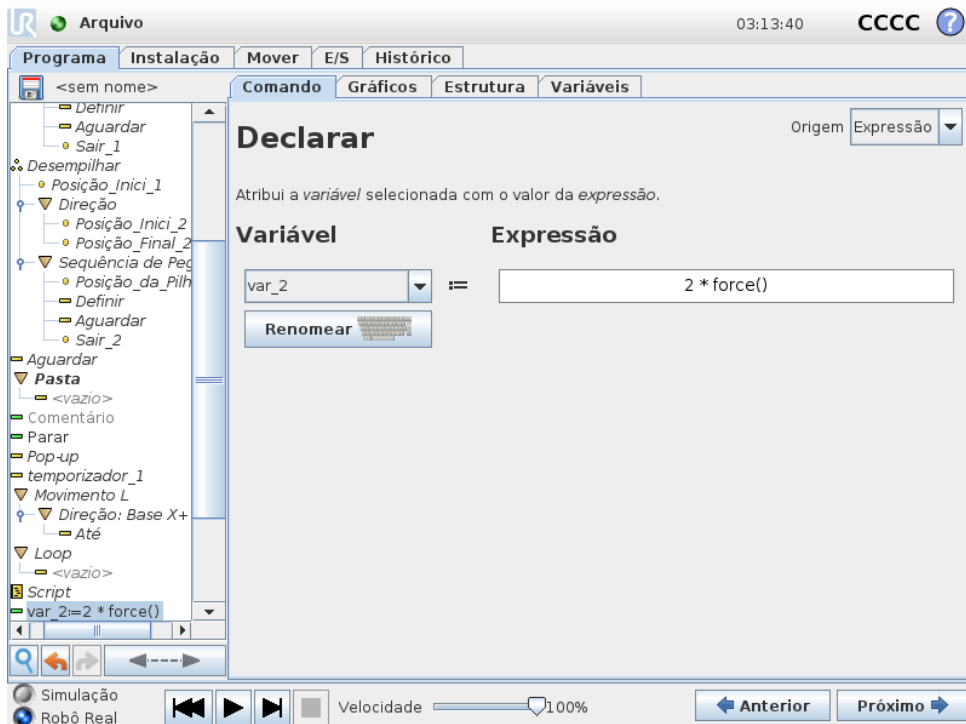 UR Arquivo 03:13:40 CCCC ?
Programa Instalação Mover E/S Histórico
<sem nome> Comando Gráficos Estrutura Variáveis
Definir
Aguardar
Sair_1
Desempilhar
Posição_Inici_1
Direção
Posição_Inici_2
Posição_Final_2
Sequência de Peg
Posição_da_Pilh
Definir
Aguardar
Sair_2
Aguardar
Pasta
<vazio>
Comentário
Parar
Pop-up
temporizador_1
Movimento L
Direção: Base X+
Até
Loop
<vazio>
Script
var_2:=2 * force()
Declarar
Origem Expressão
Atribui a variável selecionada com o valor da expressão.
Variável Expressão
var_2 := 2 * force()
Renomear
Simulação
Robô Real
Velocidade 100%
Anterior Próximo